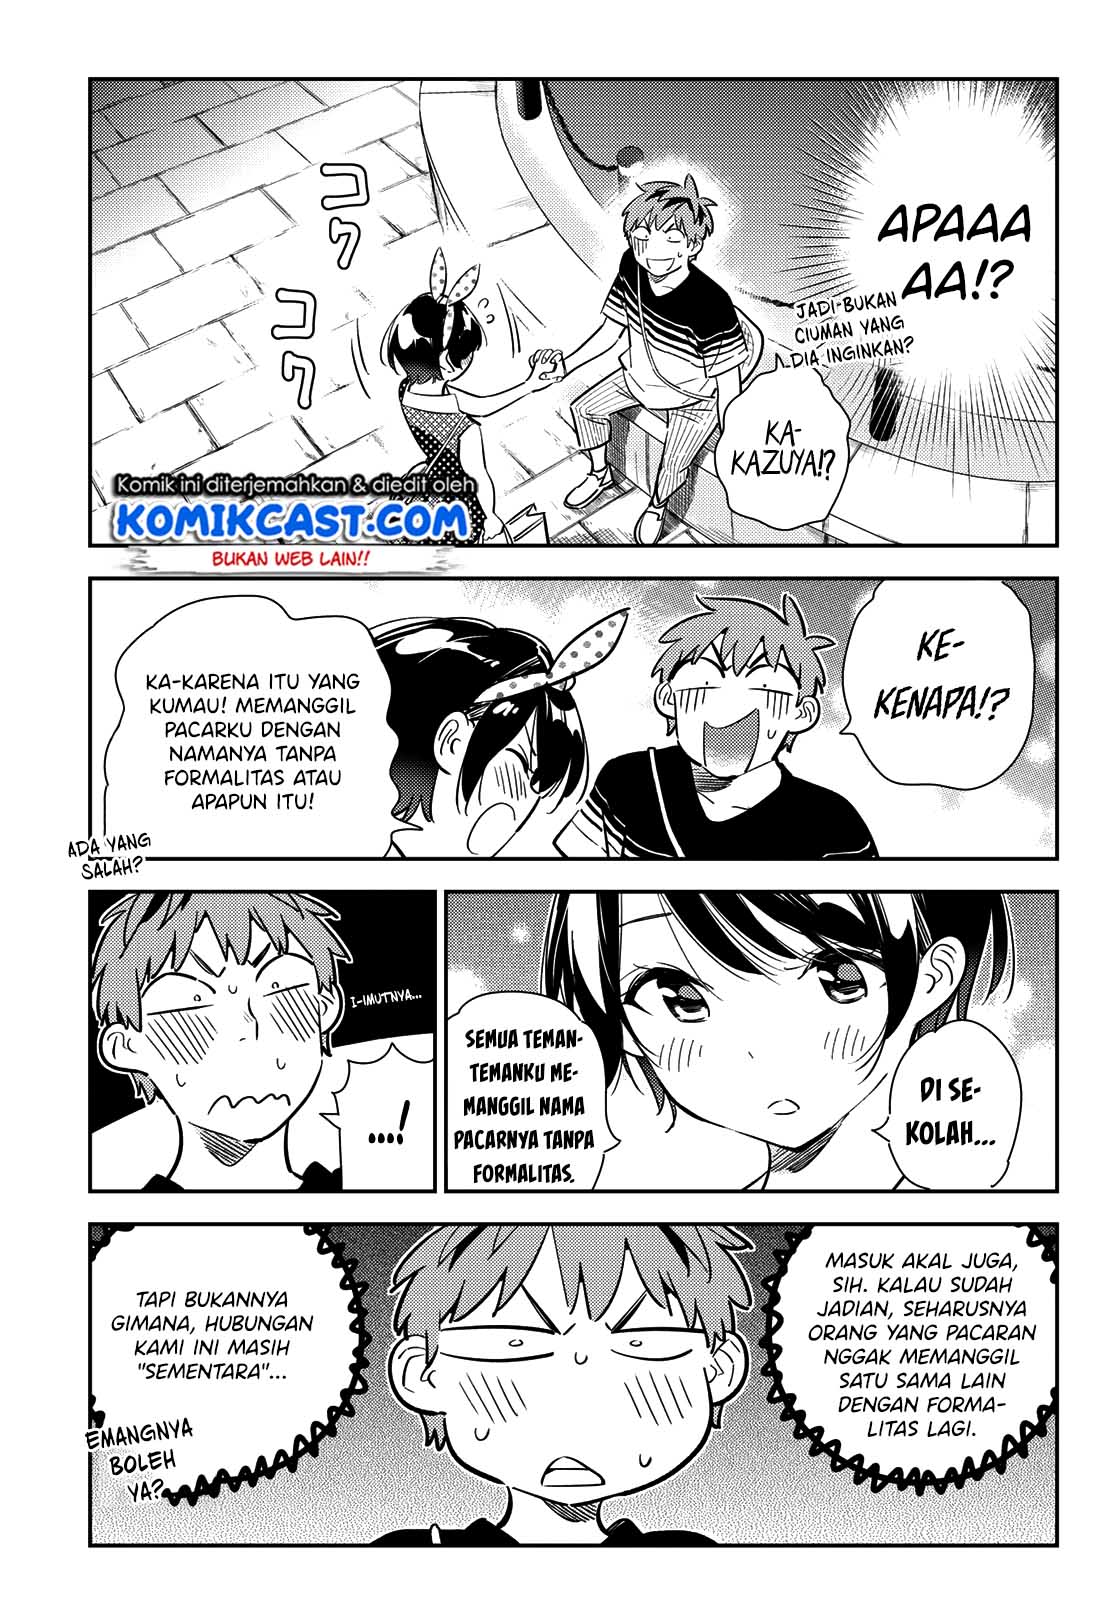 APAAA
AA!?
JADI-BUKAN
CIUMAN YANG
DIA INGINKAN?
KA-
KAZUYA!?
コク
コク
Komik ini diterjemahkan & diedit oleh
KOMIKCAST.COM
BUKAN WEB LAIN!!
KE-
KENAPA!?
KA-KARENA ITU YANG
KUMAU! MEMANGGIL
PACARKU DENGAN
NAMANYA TANPA
FORMALITAS ATAU
APAPUN ITU!
ADA YANG
SALAH?
DI SE-
KOLAH...
SEMUA TEMAN-
TEMANKU ME-
MANGGIL NAMA
PACARNYA TANPA
FORMALITAS.
I-IMUTNYA...
....!
MASUK AKAL JUGA,
SIH. KALAU SUDAH
JADIAN, SEHARUSNYA
ORANG YANG PACARAN
NGGAK MEMANGGIL
SATU SAMA LAIN
DENGAN FORMA-
LITAS LAGI.
TAPI BUKANNYA
GIMANA, HUBUNGAN
KAMI INI MASIH
"SEMENTARA"...
EMANGNYA
BOLEH
YA?